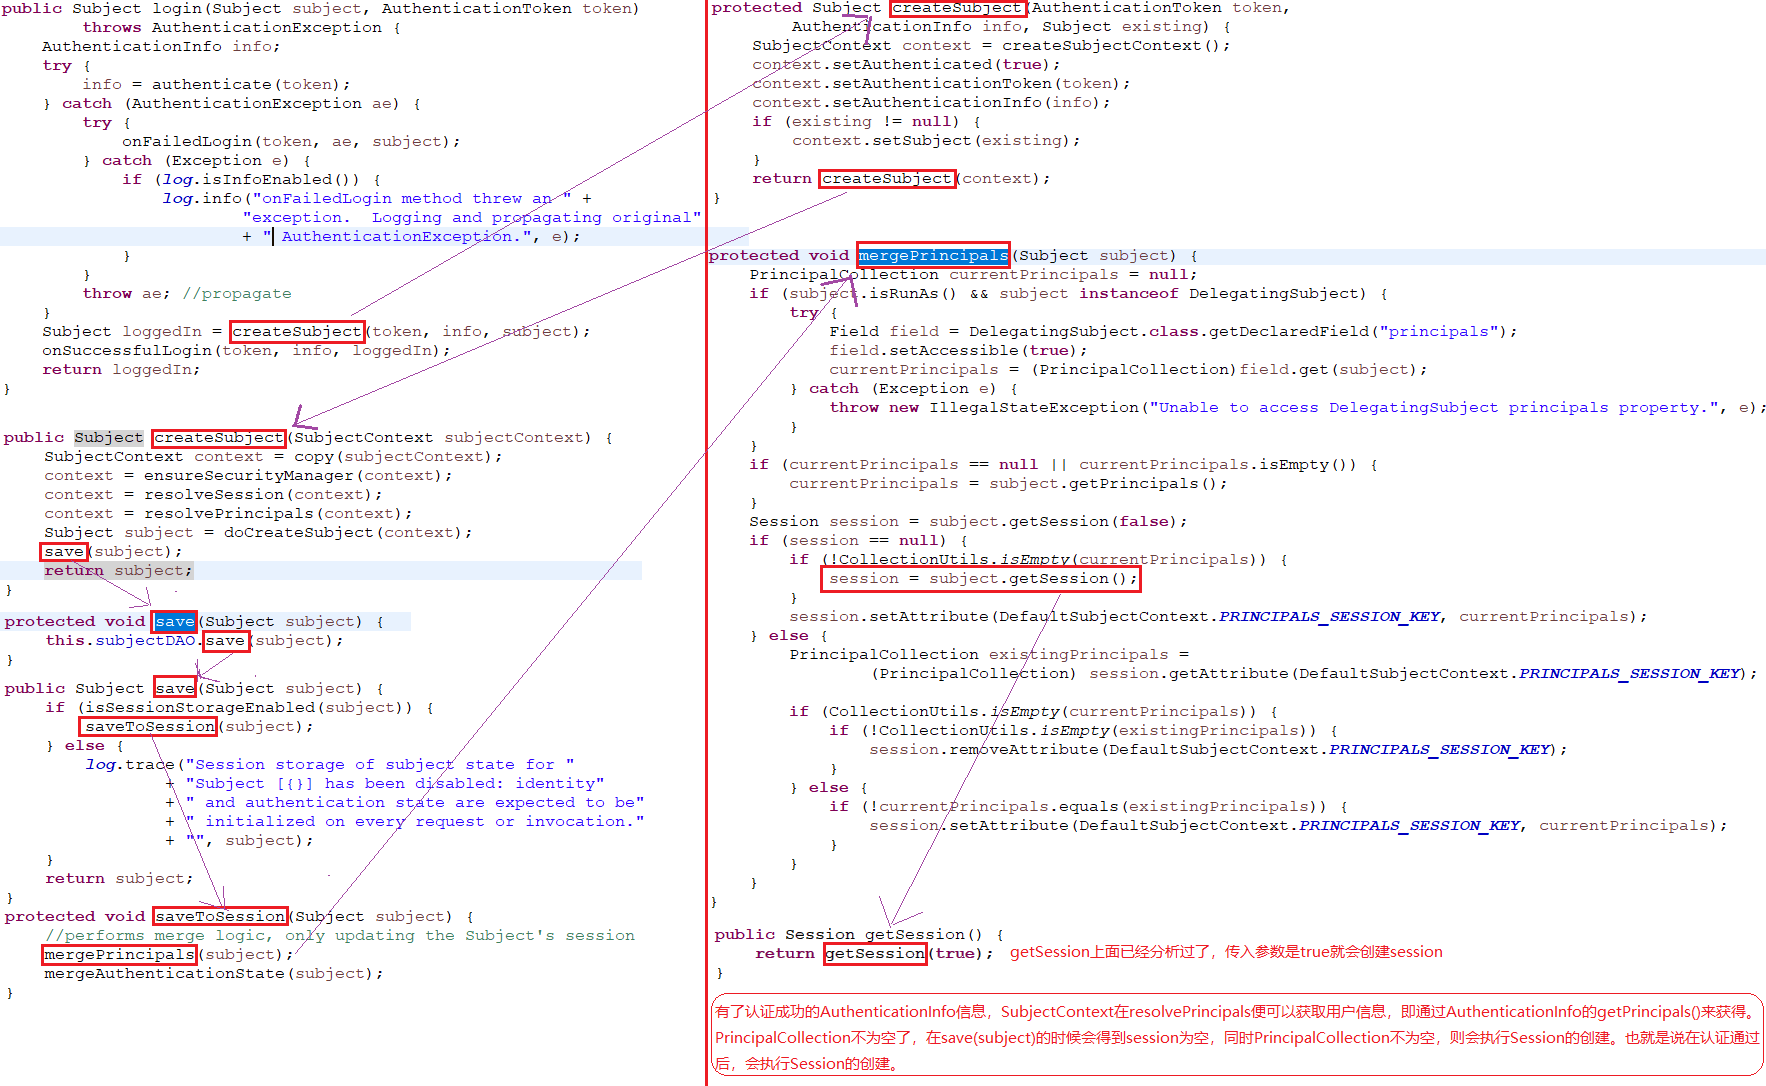 public Subject login(Subject subject, AuthenticationToken token)
        throws AuthenticationException {
    AuthenticationInfo info;
    try {
        info = authenticate(token);
    } catch (AuthenticationException ae) {
        try {
            onFailedLogin(token, ae, subject);
        } catch (Exception e) {
            if (log.isInfoEnabled()) {
                log.info("onFailedLogin method threw an " +
                        "exception.  Logging and propagating original"
                        + " AuthenticationException.", e);
            }
        }
        throw ae; //propagate
    }
    Subject loggedIn = createSubject(token, info, subject);
    onSuccessfulLogin(token, info, loggedIn);
    return loggedIn;
}
public Subject createSubject(SubjectContext subjectContext) {
    SubjectContext context = copy(subjectContext);
    context = ensureSecurityManager(context);
    context = resolveSession(context);
    context = resolvePrincipals(context);
    Subject subject = doCreateSubject(context);
    save(subject);
    return subject;
}
protected void save(Subject subject) {
    this.subjectDAO.save(subject);
}
public Subject save(Subject subject) {
    if (isSessionStorageEnabled(subject)) {
        saveToSession(subject);
    } else {
        log.trace("Session storage of subject state for "
                + "Subject [{}] has been disabled: identity"
                + " and authentication state are expected to be"
                + " initialized on every request or invocation."
                + "", subject);
    }
    return subject;
}
protected void saveToSession(Subject subject) {
    //performs merge logic, only updating the Subject's session
    mergePrincipals(subject);
    mergeAuthenticationState(subject);
}
protected Subject createSubject(AuthenticationToken token,
        AuthenticationInfo info, Subject existing) {
    SubjectContext context = createSubjectContext();
    context.setAuthenticated(true);
    context.setAuthenticationToken(token);
    context.setAuthenticationInfo(info);
    if (existing != null) {
        context.setSubject(existing);
    }
    return createSubject(context);
}
protected void mergePrincipals(Subject subject) {
    PrincipalCollection currentPrincipals = null;
    if (subject.isRunAs() && subject instanceof DelegatingSubject) {
        try {
            Field field = DelegatingSubject.class.getDeclaredField("principals");
            field.setAccessible(true);
            currentPrincipals = (PrincipalCollection)field.get(subject);
        } catch (Exception e) {
            throw new IllegalStateException("Unable to access DelegatingSubject principals property.", e);
        }
    }
    if (currentPrincipals == null || currentPrincipals.isEmpty()) {
        currentPrincipals = subject.getPrincipals();
    }
    Session session = subject.getSession(false);
    if (session == null) {
        if (!CollectionUtils.isEmpty(currentPrincipals)) {
            session = subject.getSession();
        }
        session.setAttribute(DefaultSubjectContext.PRINCIPALS_SESSION_KEY, currentPrincipals);
    } else {
        PrincipalCollection existingPrincipals =
                (PrincipalCollection) session.getAttribute(DefaultSubjectContext.PRINCIPALS_SESSION_KEY);
        if (CollectionUtils.isEmpty(currentPrincipals)) {
            if (!CollectionUtils.isEmpty(existingPrincipals)) {
                session.removeAttribute(DefaultSubjectContext.PRINCIPALS_SESSION_KEY);
            }
        } else {
            if (!currentPrincipals.equals(existingPrincipals)) {
                session.setAttribute(DefaultSubjectContext.PRINCIPALS_SESSION_KEY, currentPrincipals);
            }
        }
    }
}
public Session getSession() {
    return getSession(true); getSession上面已经分析过了，传入参数是true就会创建session
}
有了认证成功的AuthenticationInfo信息，SubjectContext在resolvePrincipals便可以获取用户信息，即通过AuthenticationInfo的getPrincipals()来获得。
PrincipalCollection不为空了，在save(subject)的时候会得到session为空，同时PrincipalCollection不为空，则会执行Session的创建。也就是说在认证通过
后，会执行Session的创建。